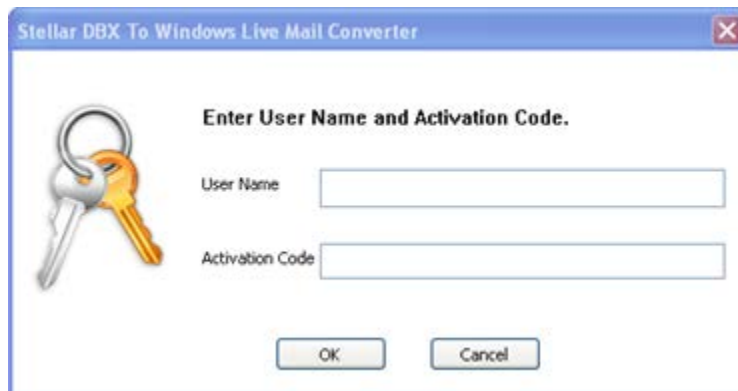 Stellar DBX To Windows Live Mail Converter
Enter User Name and Activation Code.
User Name
Activation Code
OK
Cancel